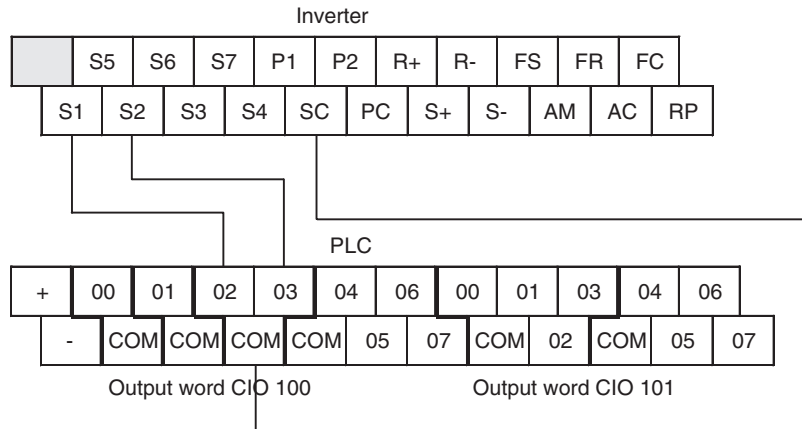 Inverter
S5 S6 S7 P1 P2 R+ R- FS FR FC
S1 S2 S3 S4 SC PC S+ S- AM AC RP
PLC
+ 00 01 02 03 04 06 00 01 03 04 06
- COM COM COM COM 05 07 COM 02 COM 05 07
Output word CIO 100 Output word CIO 101